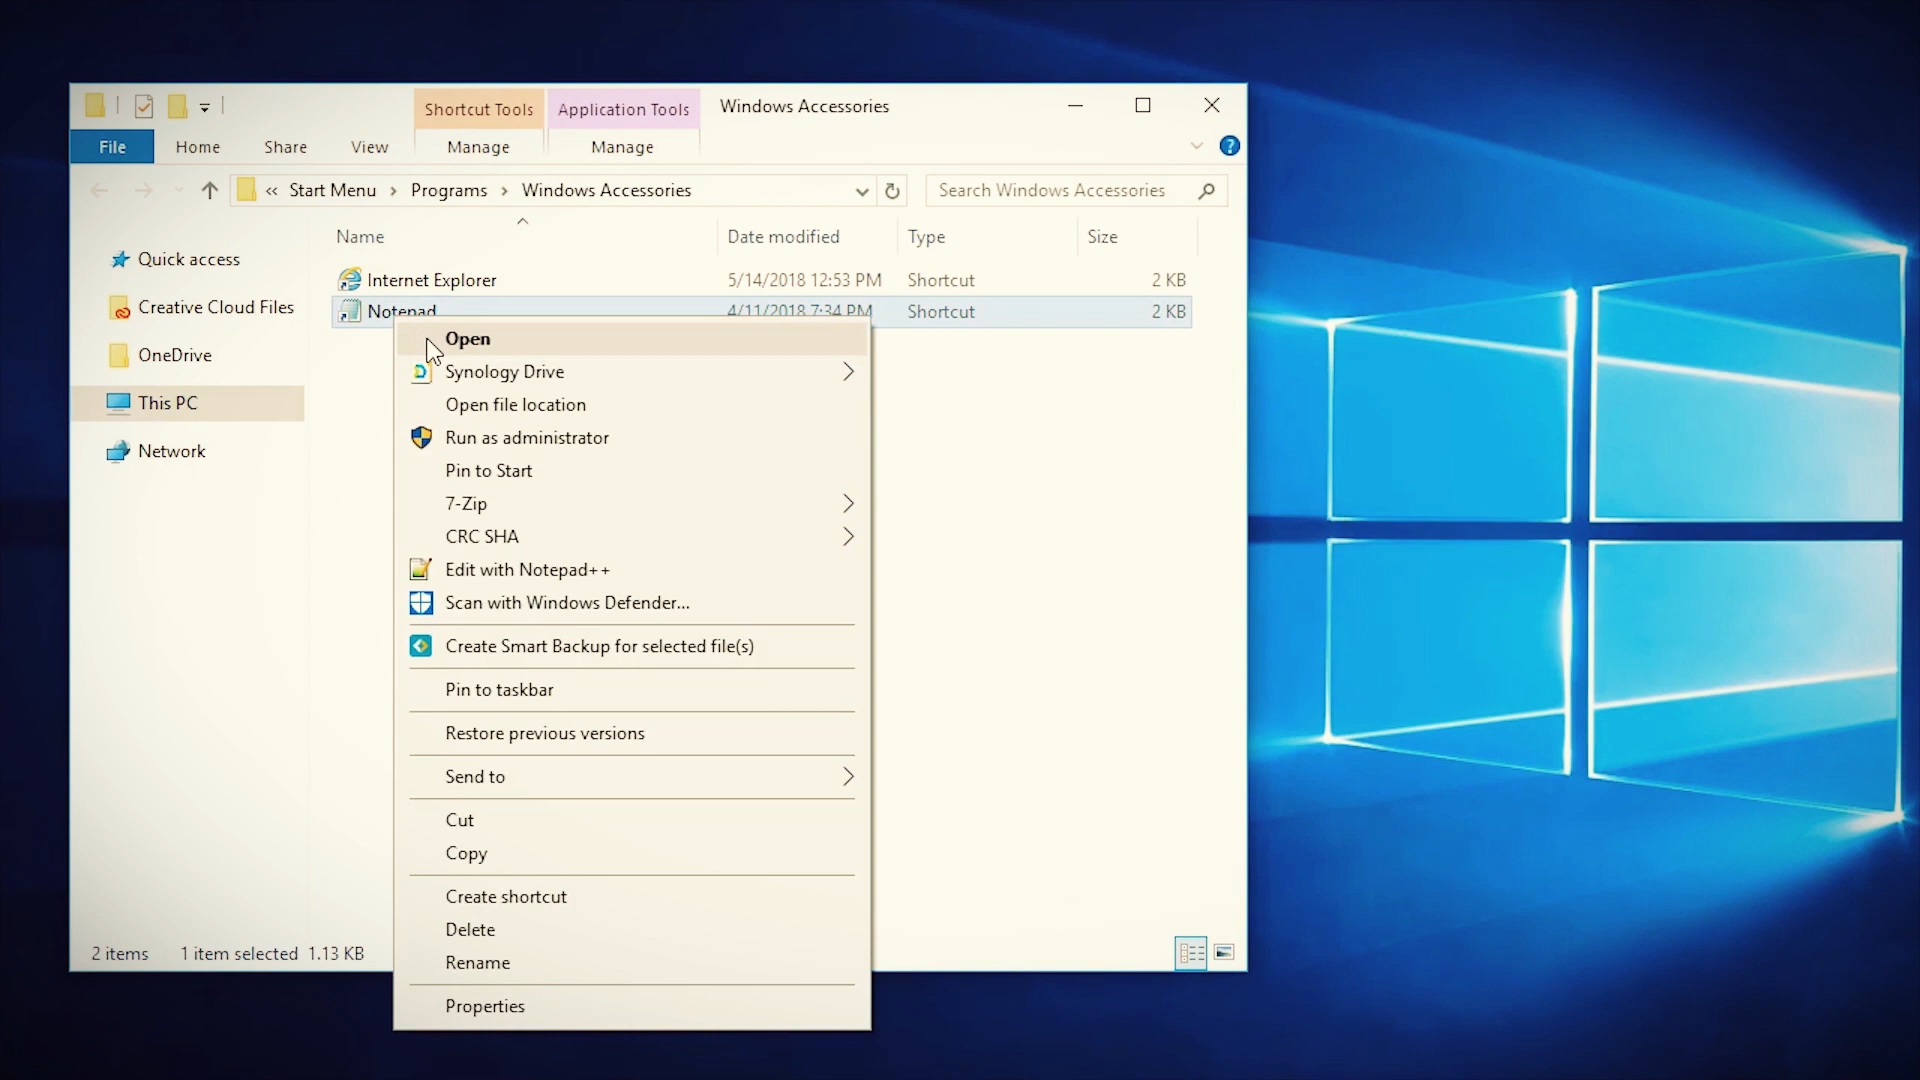 Shortcut Tools Application Tools Windows Accessories
File Home Share View Manage Manage
« Start Menu > Programs > Windows Accessories Search Windows Accessories
Name Date modified Type Size
Quick access
Creative Cloud Files
OneDrive
This PC
Network
Internet Explorer 5/14/2018 12:53 PM Shortcut 2 KB
Notepad 4/11/2018 7:34 PM Shortcut 2 KB
Open
Synology Drive
Open file location
Run as administrator
Pin to Start
7-Zip
CRC SHA
Edit with Notepad++
Scan with Windows Defender...
Create Smart Backup for selected file(s)
Pin to taskbar
Restore previous versions
Send to
Cut
Copy
Create shortcut
Delete
Rename
Properties
2 items 1 item selected 1.13 KB